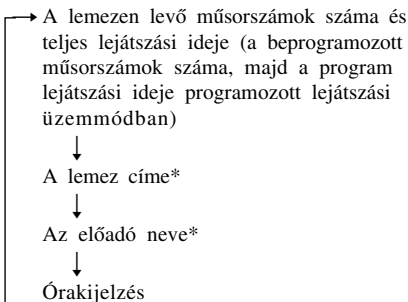 A lemezen levő műsorszámok száma és
teljes lejátszási ideje (a beprogramozott
műsorszámok száma, majd a program
lejátszási ideje programozott lejátszási
üzemmódban)
A lemez címe*
Az előadó neve*
Órakijelzés